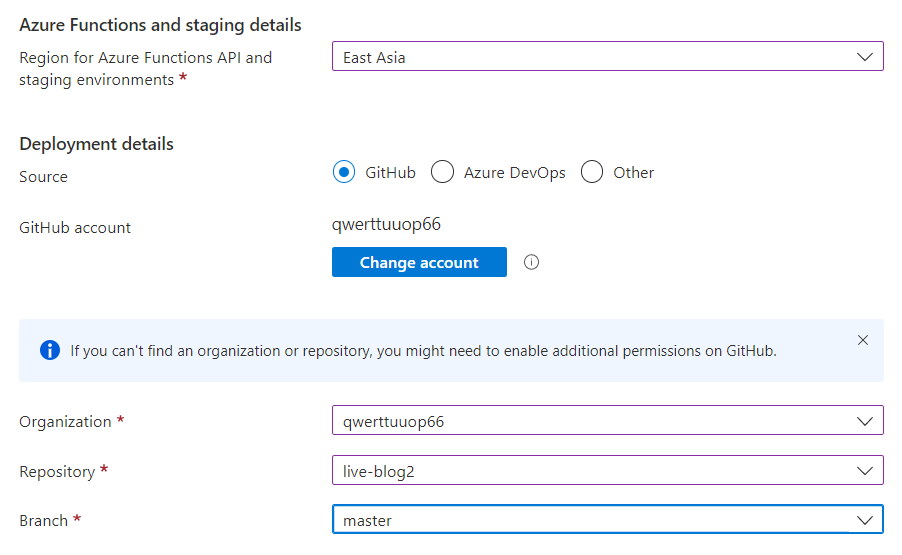 Azure Functions and staging details
Region for Azure Functions API and
staging environments *
East Asia
Deployment details
Source
GitHub
Azure DevOps
Other
GitHub account
qwerttuuop66
Change account
If you can't find an organization or repository, you might need to enable additional permissions on GitHub.
Organization *
qwerttuuop66
Repository *
live-blog2
Branch *
master